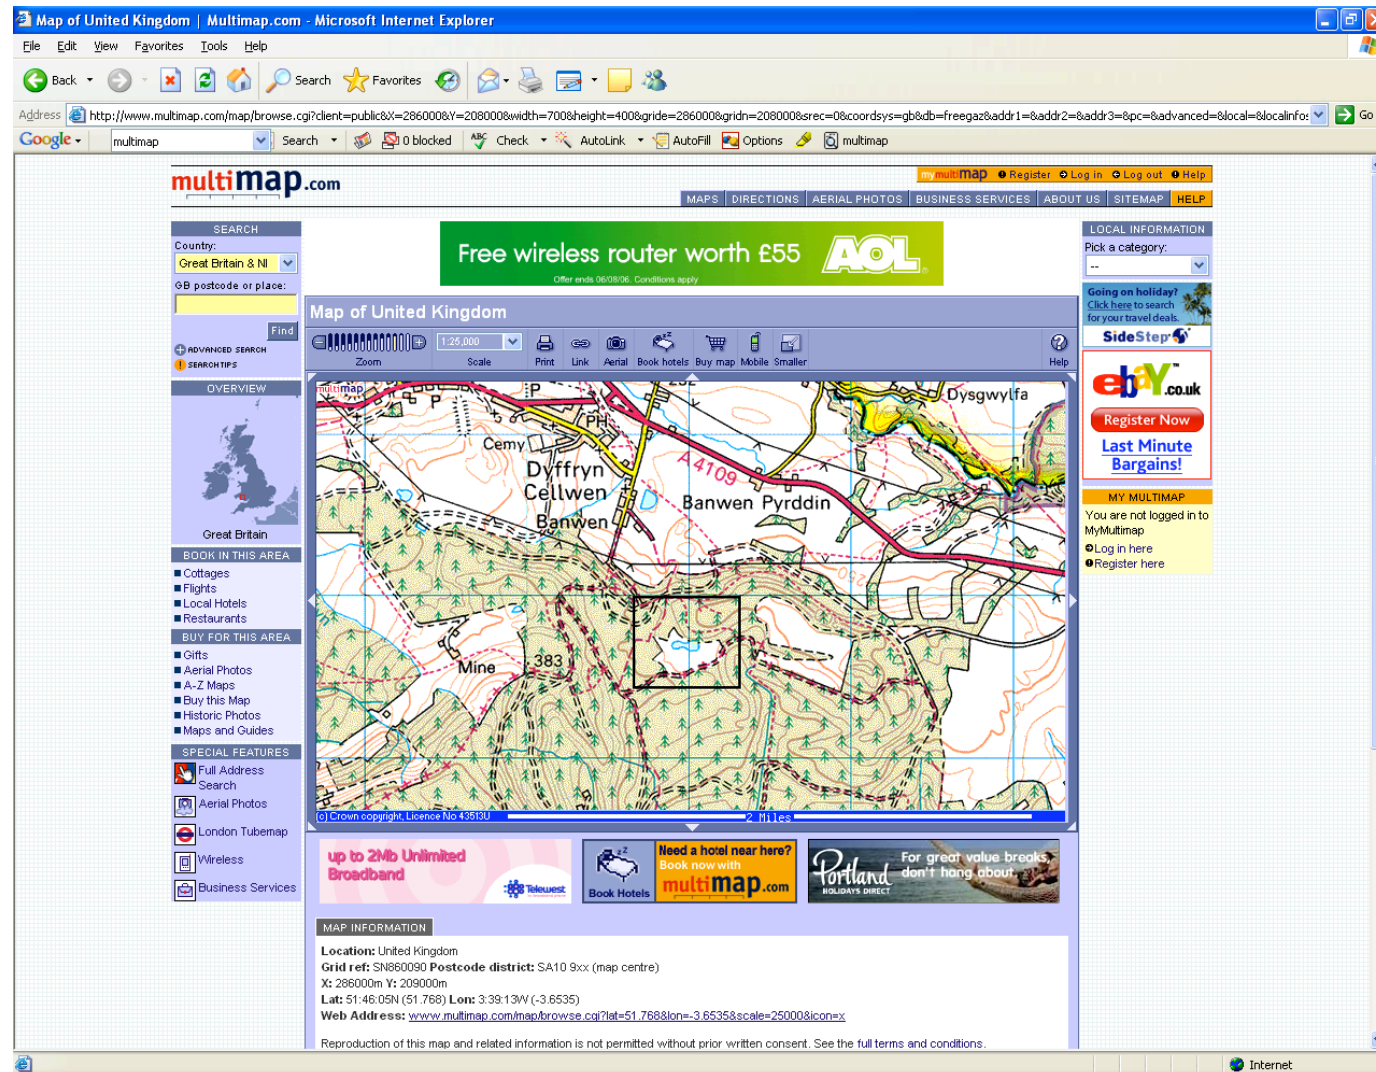 Map of United Kingdom | Multimap.com - Microsoft Internet Explorer
File Edit View Favorites Tools Help
Back Search Favorites
Address http://www.multimap.com/map/browse.cgi?client=public&X=286000&Y=208000&width=700&height=400&gride=286000&gridn=208000&srec=0&coordsys=gb&db=freegaz&addr1=&addr2=&addr3=&pc=&advanced=&local=&localinfo: Go
Google multimap Search 0 blocked ABC Check AutoLink AutoFill Options multimap
multimap.com
mymultimap Register Log in Log out Help
MAPS DIRECTIONS AERIAL PHOTOS BUSINESS SERVICES ABOUT US SITEMAP HELP
SEARCH
Country:
Great Britain & NI
GB postcode or place:
Find
ADVANCED SEARCH
SEARCH TIPS
OVERVIEW
Great Britain
BOOK IN THIS AREA
Cottages
Flights
Local Hotels
Restaurants
BUY FOR THIS AREA
Gifts
Aerial Photos
A-Z Maps
Buy this Map
Historic Photos
Maps and Guides
SPECIAL FEATURES
Full Address
Search
Aerial Photos
London Tubemap
Wireless
Business Services
Free wireless router worth £55 AOL
Offer ends 06/08/06. Conditions apply
Map of United Kingdom
1:25,000
Zoom Scale Print Link Aerial Book hotels Buy map Mobile Smaller Help
multimap
P
P
232
Dysgwylfa
PH
Cemy
Dyffryn
Cellwen
A4109
Banwen Pyrddin
Banwen
250
Mine
383
(c) Crown copyright, Licence No 43513U
2 Miles
up to 2Mb Unlimited
Broadband
Telewest
Need a hotel near here?
Book now with
multimap.com
Book Hotels
Portland
HOLIDAYS DIRECT
For great value breaks,
don't hang about.
MAP INFORMATION
Location: United Kingdom
Grid ref: SN860090 Postcode district: SA10 9xx (map centre)
X: 286000m Y: 209000m
Lat: 51:46:05N (51.768) Lon: 3:39:13W (-3.6535)
Web Address: www.multimap.com/map/browse.cgi?lat=51.768&lon=-3.6535&scale=25000&icon=x
Reproduction of this map and related information is not permitted without prior written consent. See the full terms and conditions.
LOCAL INFORMATION
Pick a category:
--
Going on holiday?
Click here to search
for your travel deals.
SideStep
ebay.co.uk
Register Now
Last Minute
Bargains!
MY MULTIMAP
You are not logged in to
MyMultimap
Log in here
Register here
Internet